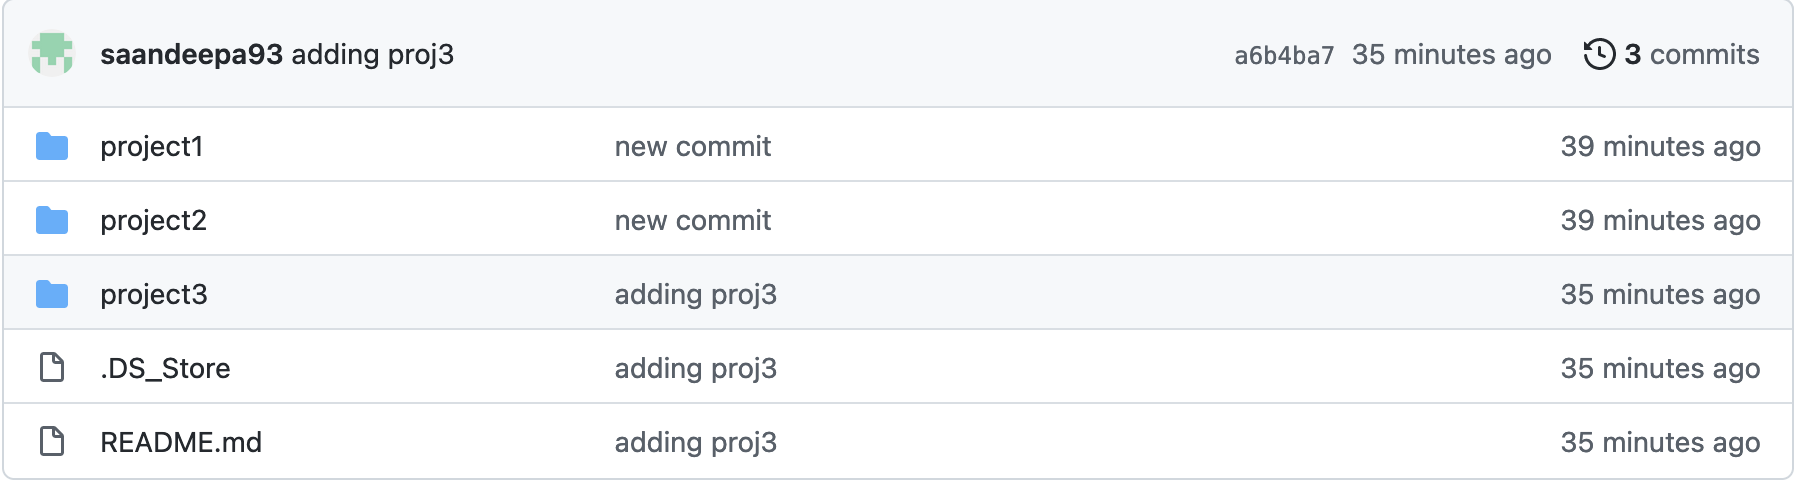 saandeepa93 adding proj3 a6b4ba7 35 minutes ago 3 commits
project1 new commit 39 minutes ago
project2 new commit 39 minutes ago
project3 adding proj3 35 minutes ago
.DS_Store adding proj3 35 minutes ago
README.md adding proj3 35 minutes ago